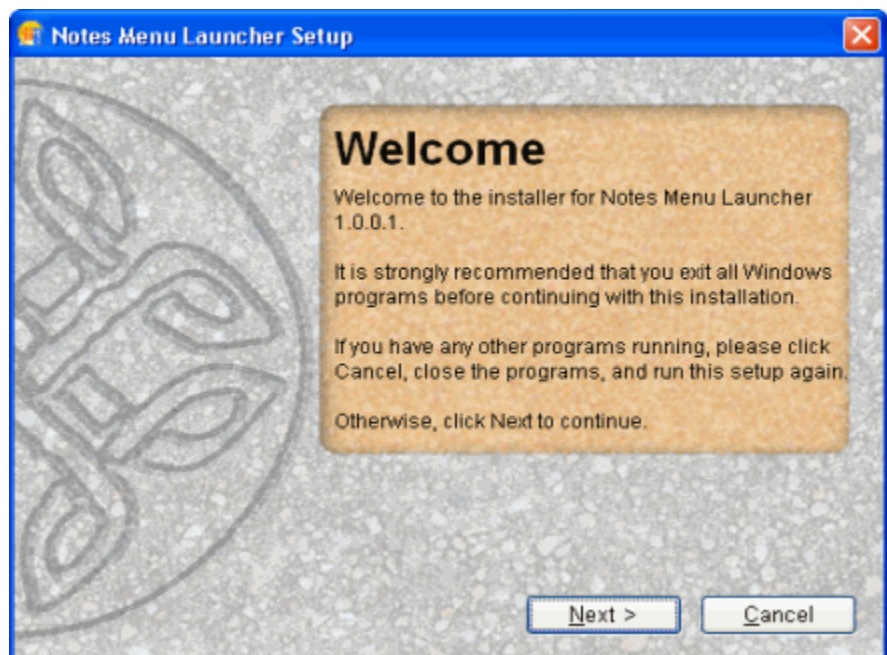 Notes Menu Launcher Setup
Welcome
Welcome to the installer for Notes Menu Launcher
1.0.0.1.
It is strongly recommended that you exit all Windows
programs before continuing with this installation.
If you have any other programs running, please click
Cancel, close the programs, and run this setup again.
Otherwise, click Next to continue.
Next >
Cancel